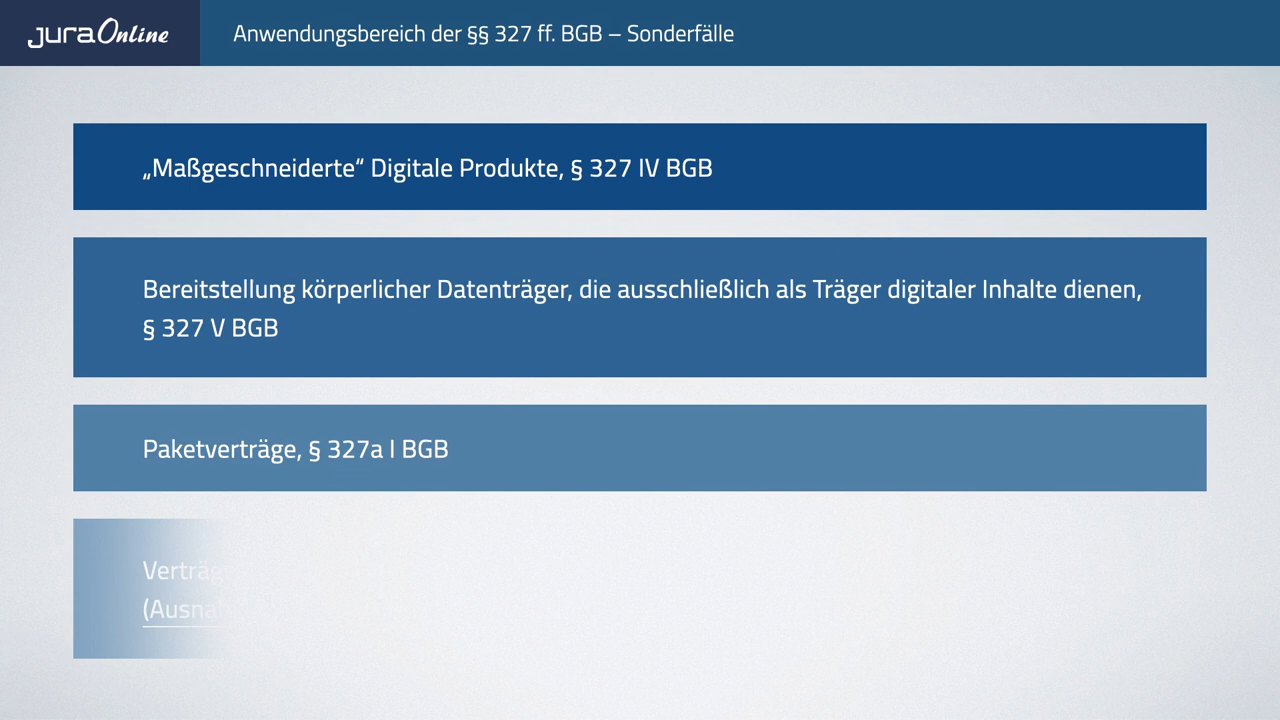 juraOnline
Anwendungsbereich der §§ 327 ff. BGB – Sonderfälle
„Maßgeschneiderte“ Digitale Produkte, § 327 IV BGB
Bereitstellung körperlicher Datenträger, die ausschließlich als Träger digitaler Inhalte dienen,
§ 327 V BGB
Paketverträge, § 327a I BGB